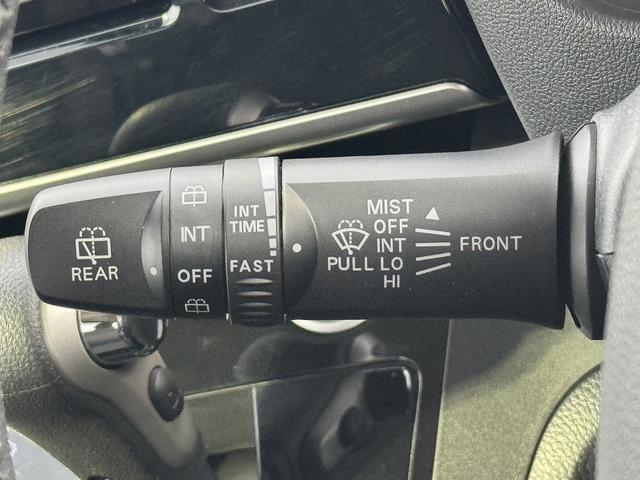 REAR
INT
OFF
INT
TIME
FAST
MIST
OFF
INT
PULL LO
HI
FRONT